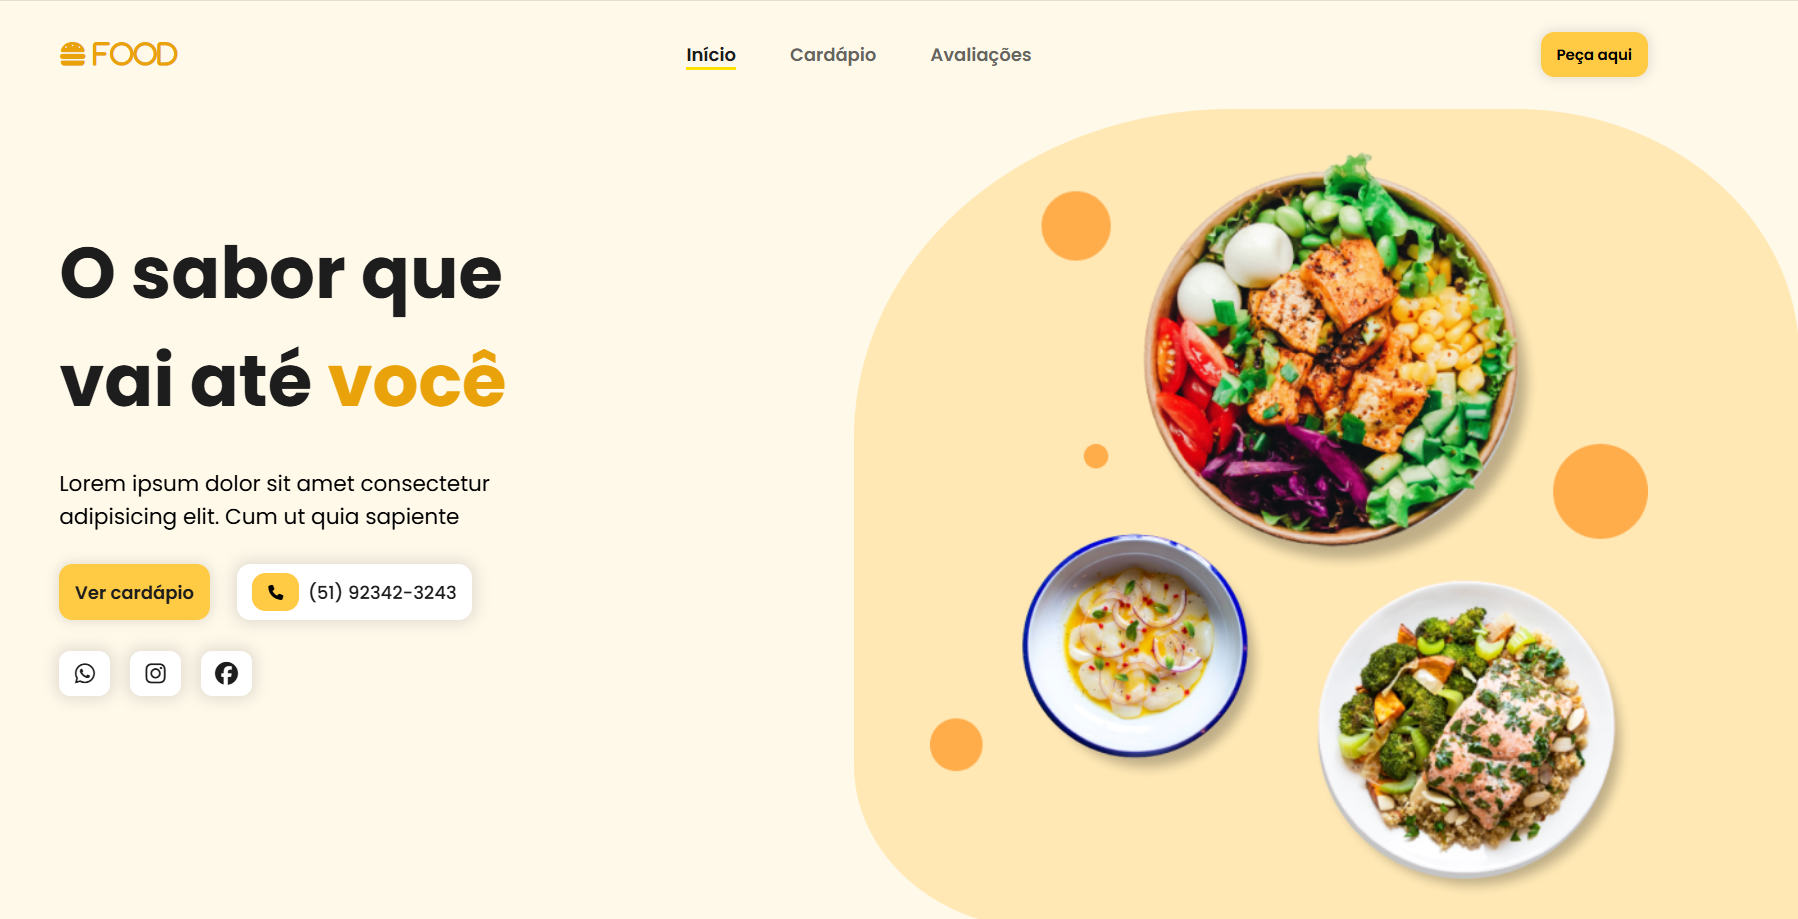 FOOD
Início
Cardápio
Avaliações
Peça aqui
O sabor que
vai até você
Lorem ipsum dolor sit amet consectetur
adipisicing elit. Cum ut quia sapiente
Ver cardápio
(51) 92342-3243